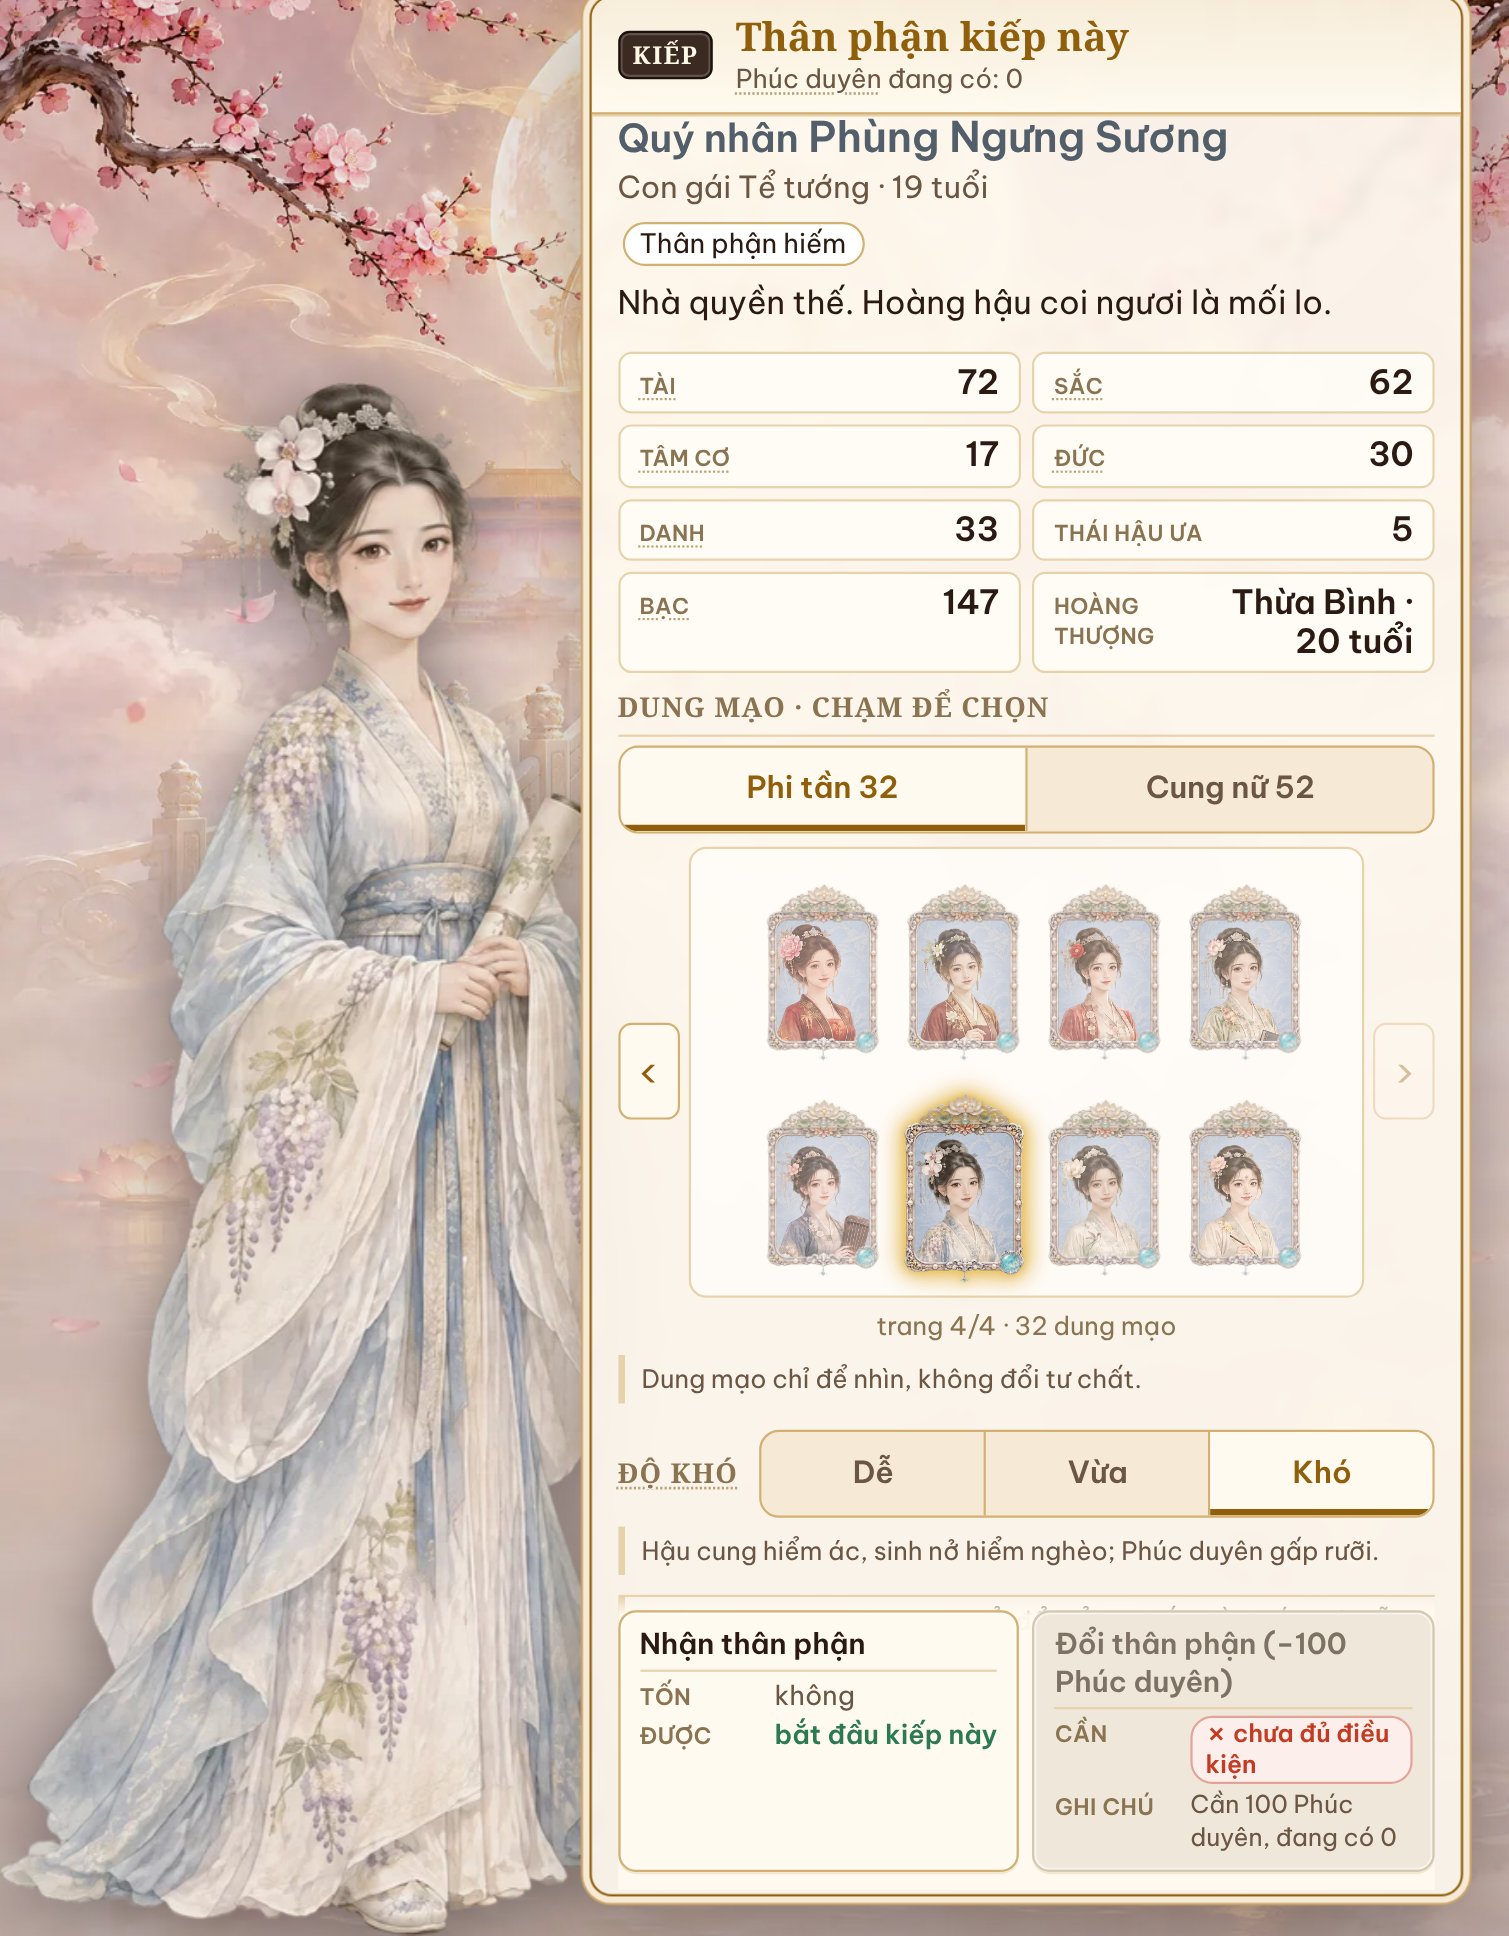 KIẾP
Thân phận kiếp này
Phúc duyên đang có: 0
Quý nhân Phùng Ngưng Sương
Con gái Tể tướng · 19 tuổi
Thân phận hiếm
Nhà quyền thế. Hoàng hậu coi ngươi là mối lo.
TÀI 72
SẮC 62
TÂM CƠ 17
ĐỨC 30
DANH 33
THÁI HẬU ƯA 5
BẠC 147
HOÀNG THƯỢNG
Thừa Bình · 20 tuổi
DUNG MẠO · CHẠM ĐỂ CHỌN
Phi tần 32
Cung nữ 52
trang 4/4 · 32 dung mạo
Dung mạo chỉ để nhìn, không đổi tư chất.
ĐỘ KHÓ
Dễ
Vừa
Khó
Hậu cung hiểm ác, sinh nở hiểm nghèo; Phúc duyên gấp rưỡi.
Nhận thân phận
TỐN không
ĐƯỢC bắt đầu kiếp này
Đổi thân phận (−100
Phúc duyên)
CẦN × chưa đủ điều
kiện
GHI CHÚ Cần 100 Phúc
duyên, đang có 0